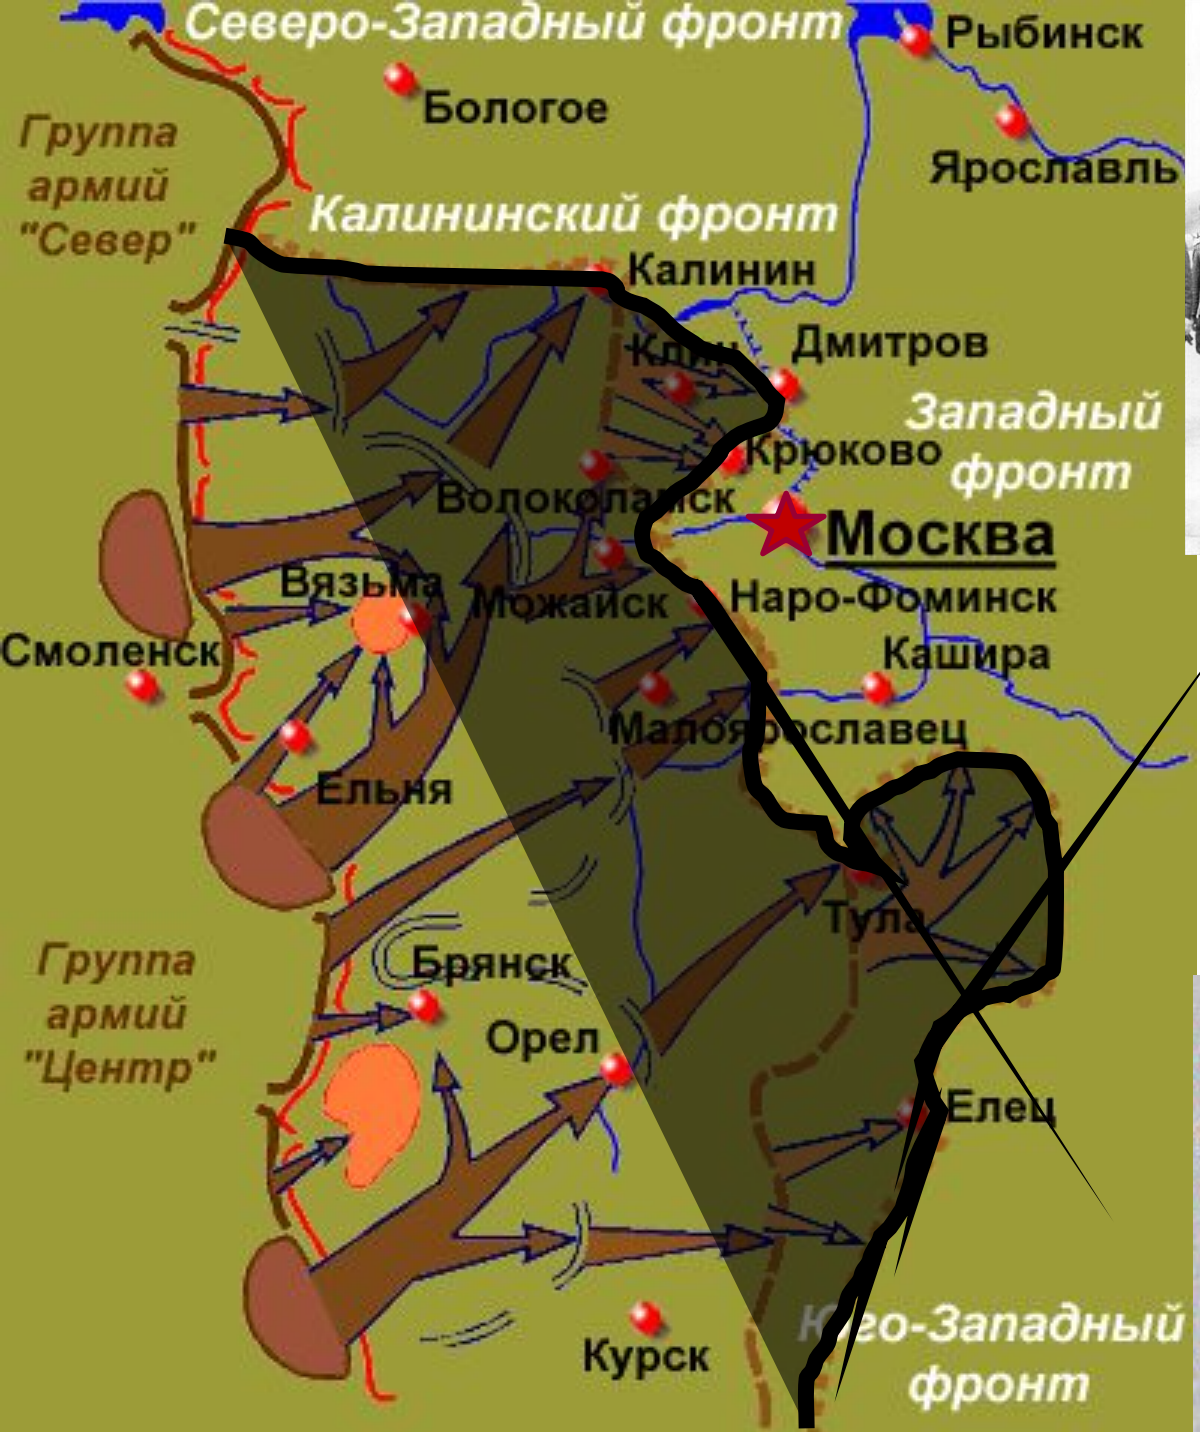 Северо-Западный фронт
Рыбинск
Бологое
Группа
армий
"Север"
Ярославль
Калининский фронт
Калинин
Клин
Дмитров
Западный
фронт
Крюково
Волоколамск
Москва
Вязьма
Можайск
Наро-Фоминск
Смоленск
Кашира
Малоярославец
Ельня
Тула
Группа
армий
"Центр"
Брянск
Орел
Елец
Юго-Западный
фронт
Курск